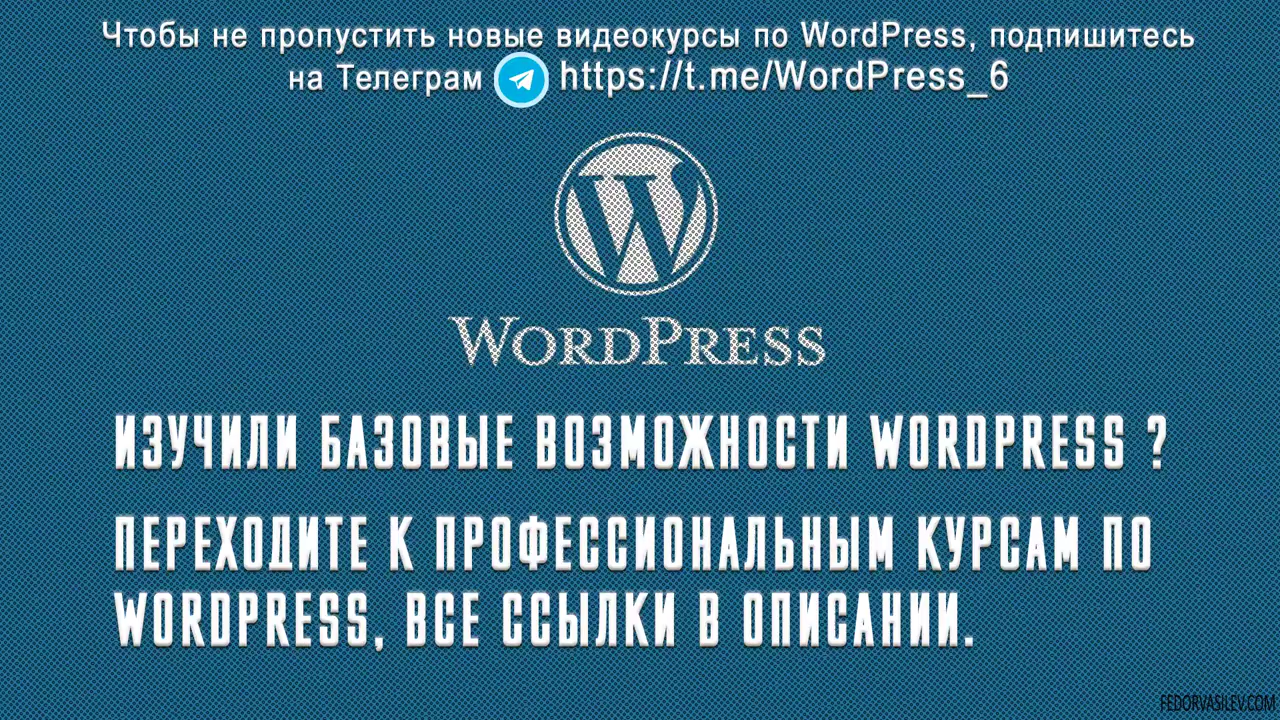 Чтобы не пропустить новые видеокурсы по WordPress, подпишитесь
на Телеграм https://t.me/WordPress_6
WORDPRESS
ИЗУЧИЛИ БАЗОВЫЕ ВОЗМОЖНОСТИ WORDPRESS ?
ПЕРЕХОДИТЕ К ПРОФЕССИОНАЛЬНЫМ КУРСАМ ПО
WORDPRESS, ВСЕ ССЫЛКИ В ОПИСАНИИ.
FEDORVASILEV.COM